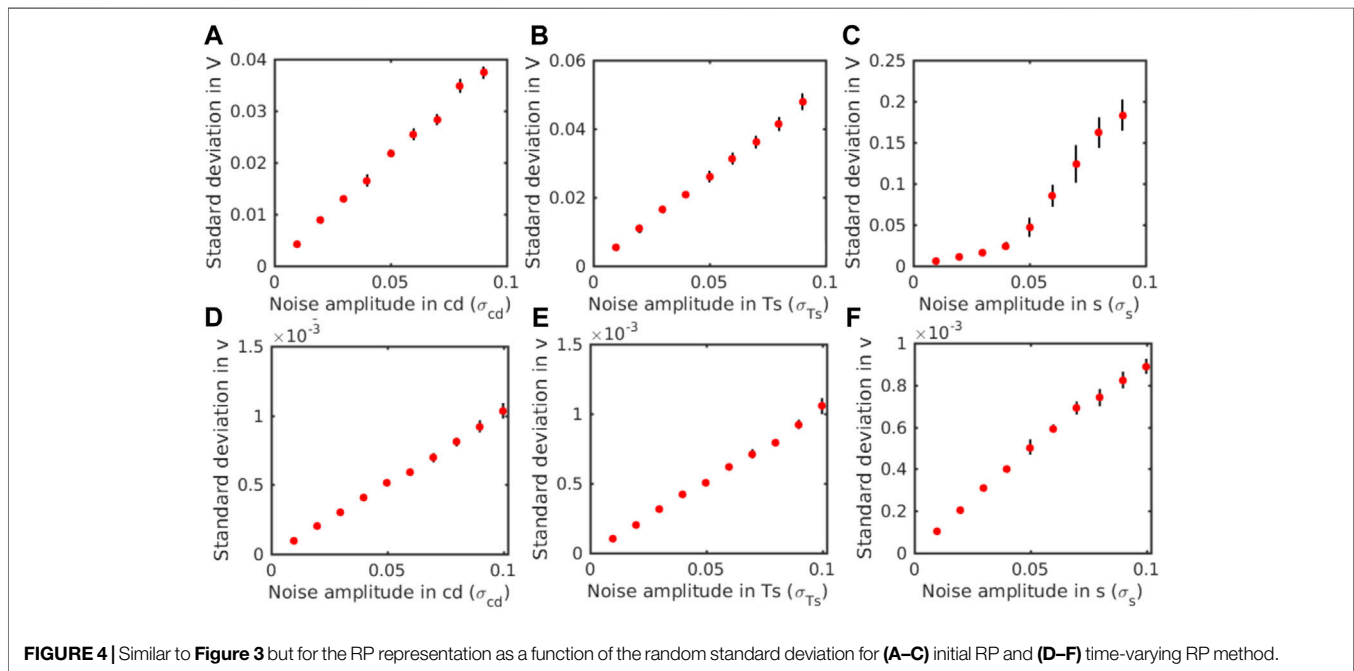 A
Stadard deviation in V
0.04
0.03
0.02
0.01
0
0 0.05 0.1
Noise amplitude in cd (σcd)
B
Stadard deviation in V
0.06
0.04
0.02
0
0 0.05 0.1
Noise amplitude in Ts (σTs)
C
Stadard deviation in V
0.25
0.2
0.15
0.1
0.05
0
0 0.05 0.1
Noise amplitude in s (σs)
D
×10-3
Standard deviation in v
1.5
1
0.5
0
0 0.05 0.1
Noise amplitude in cd (σcd)
E
×10-3
Standard deviation in v
1.5
1
0.5
0
0 0.05 0.1
Noise amplitude in Ts (σTs)
F
×10-3
Standard deviation in v
1
0.8
0.6
0.4
0.2
0
0 0.05 0.1
Noise amplitude in s (σs)
FIGURE 4 | Similar to Figure 3 but for the RP representation as a function of the random standard deviation for (A–C) initial RP and (D–F) time-varying RP method.